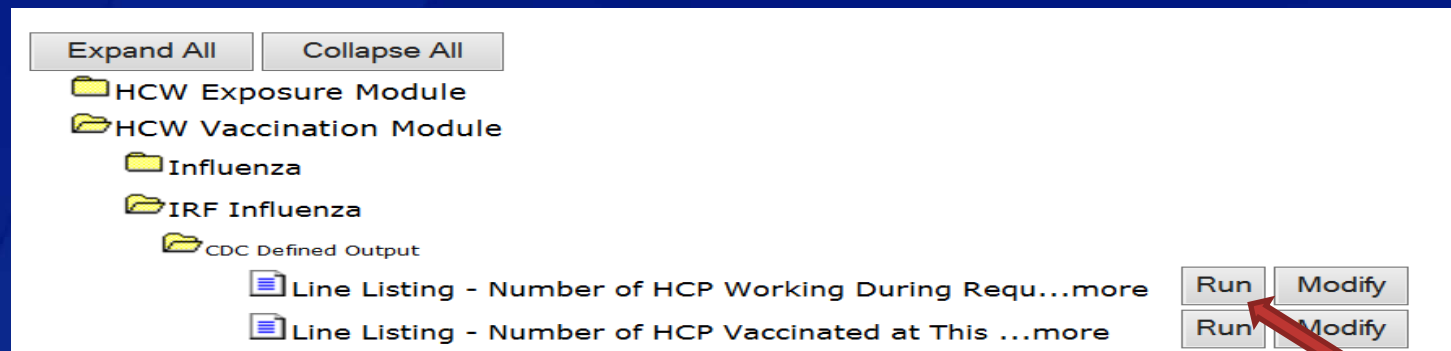 Expand All Collapse All
HCW Exposure Module
HCW Vaccination Module
Influenza
IRF Influenza
CDC Defined Output
Line Listing - Number of HCP Working During Requ...more Run Modify
Line Listing - Number of HCP Vaccinated at This ...more Run Modify